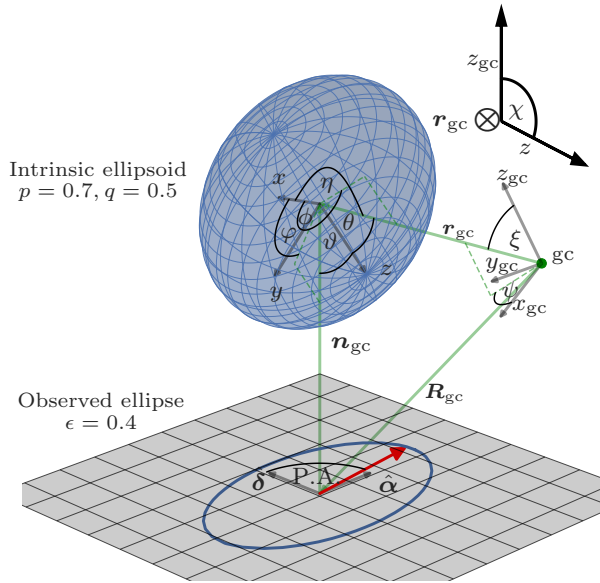 z_gc
χ
r_gc
z
Intrinsic ellipsoid
p = 0.7, q = 0.5
x
η
z_gc
ϕ
θ
φ
ϑ
r_gc
ξ
gc
y
z
y_gc
ψ
x_gc
n_gc
R_gc
Observed ellipse
ϵ = 0.4
δ̂
P.A.
α̂